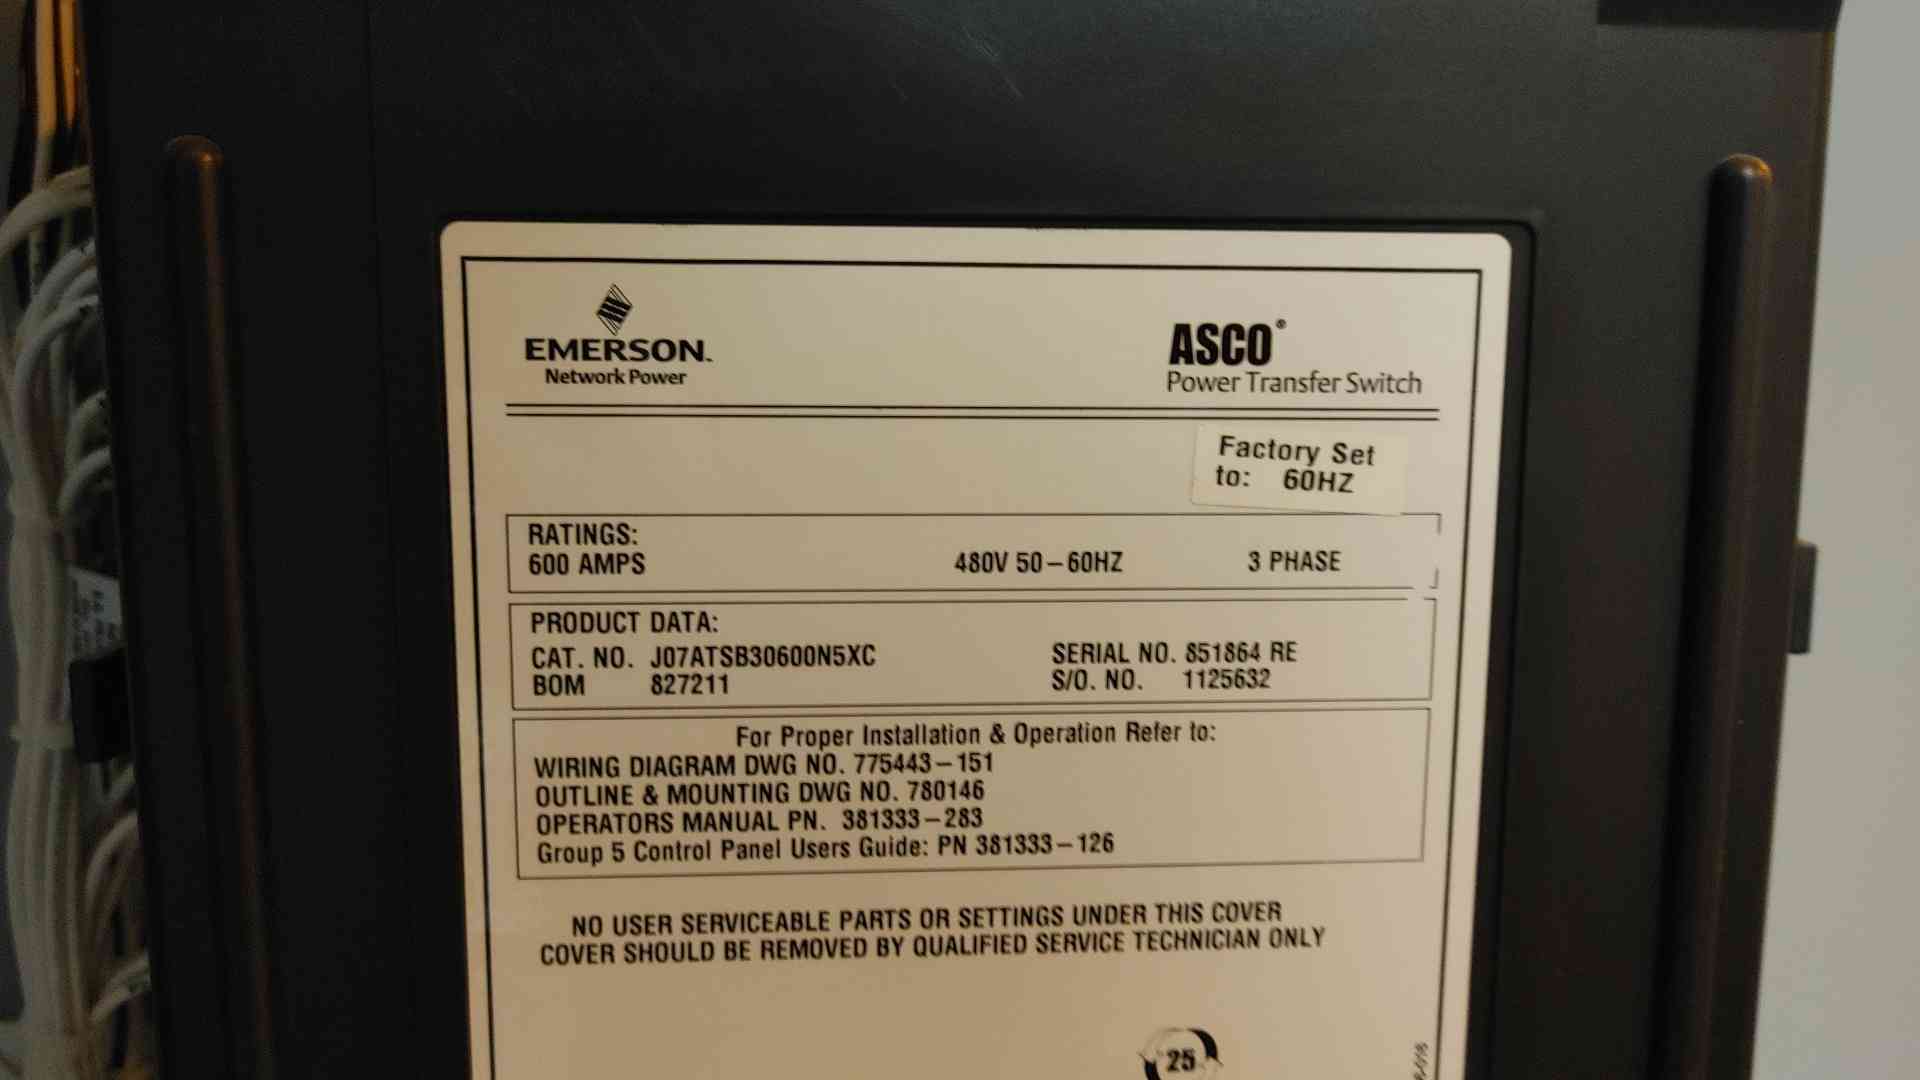 EMERSON.
Network Power
ASCO®
Power Transfer Switch
Factory Set
to: 60HZ
RATINGS:
600 AMPS 480V 50–60HZ 3 PHASE
PRODUCT DATA:
CAT. NO. J07ATSB30600N5XC SERIAL NO. 851864 RE
BOM 827211 S/O. NO. 1125632
For Proper Installation & Operation Refer to:
WIRING DIAGRAM DWG NO. 775443–151
OUTLINE & MOUNTING DWG NO. 780146
OPERATORS MANUAL PN. 381333–283
Group 5 Control Panel Users Guide: PN 381333–126
NO USER SERVICEABLE PARTS OR SETTINGS UNDER THIS COVER
COVER SHOULD BE REMOVED BY QUALIFIED SERVICE TECHNICIAN ONLY
25